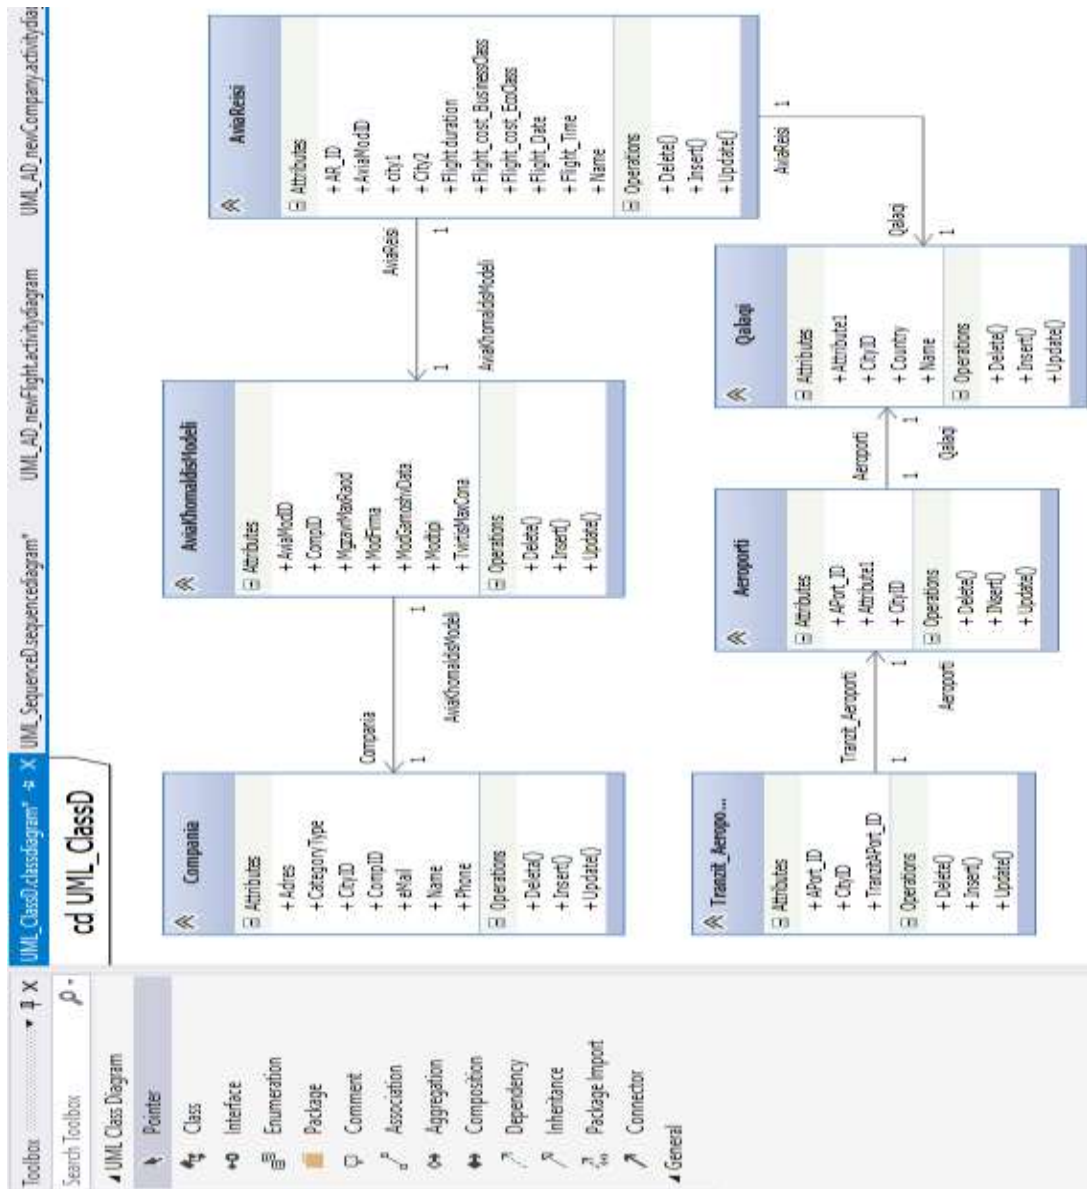 Toolbox
Search Toolbox
UML Class Diagram
Pointer
Class
Interface
Enumeration
Package
Comment
Association
Aggregation
Composition
Dependency
Inheritance
Package Import
Connector
General
UML_ClassD.classdiagram*
UML_SequenceD.sequencediagram*
UML_AD_newFlight.activitydiagram
UML_AD_newCompany.activitydiag
cd UML_ClassD
Compania
Attributes
+ Adres
+ CategoryType
+ CityID
+ CompID
+ eMail
+ Name
+ Phone
Operations
+ Delete()
+ Insert()
+ Update()
Compania
1
1
AviaKhomaldisModeli
AviaKhomaldisModeli
Attributes
+ AviaModID
+ CompID
+ MgzavrMaxRaod
+ ModFirma
+ ModGamoshvData
+ Modtipi
+ TvirtisMaxCona
Operations
+ Delete()
+ Insert()
+ Update()
AviaReisi
1
1
AviaKhomaldisModeli
AviaReisi
Attributes
+ AR_ID
+ AviaModID
+ city1
+ City2
+ Flight duration
+ Flight_cost_BusinessClass
+ Flight_cost_EcoClass
+ Flight_Date
+ Flight_Time
+ Name
Operations
+ Delete()
+ Insert()
+ Update()
AviaReisi
1
Qalaqi
1
Tranzit_Aeropo...
Attributes
+ APort_ID
+ CityID
+ TranzitAPort_ID
Operations
+ Delete()
+ Insert()
+ Update()
Tranzit_Aeroporti
1
1
Aeroporti
Aeroporti
Attributes
+ APort_ID
+ Attribute1
+ CityID
Operations
+ Delete()
+ INsert()
+ Update()
Aeroporti
1
1
Qalaqi
Qalaqi
Attributes
+ Attribute1
+ CityID
+ Country
+ Name
Operations
+ Delete()
+ Insert()
+ Update()